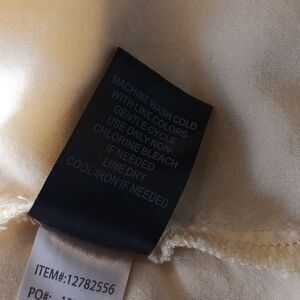 MACHINE WASH COLD
WITH LIKE COLORS
GENTLE CYCLE
USE ONLY NON-
CHLORINE BLEACH
IF NEEDED
LINE DRY
COOL IRON IF NEEDED
ITEM#:12782556
PO#: